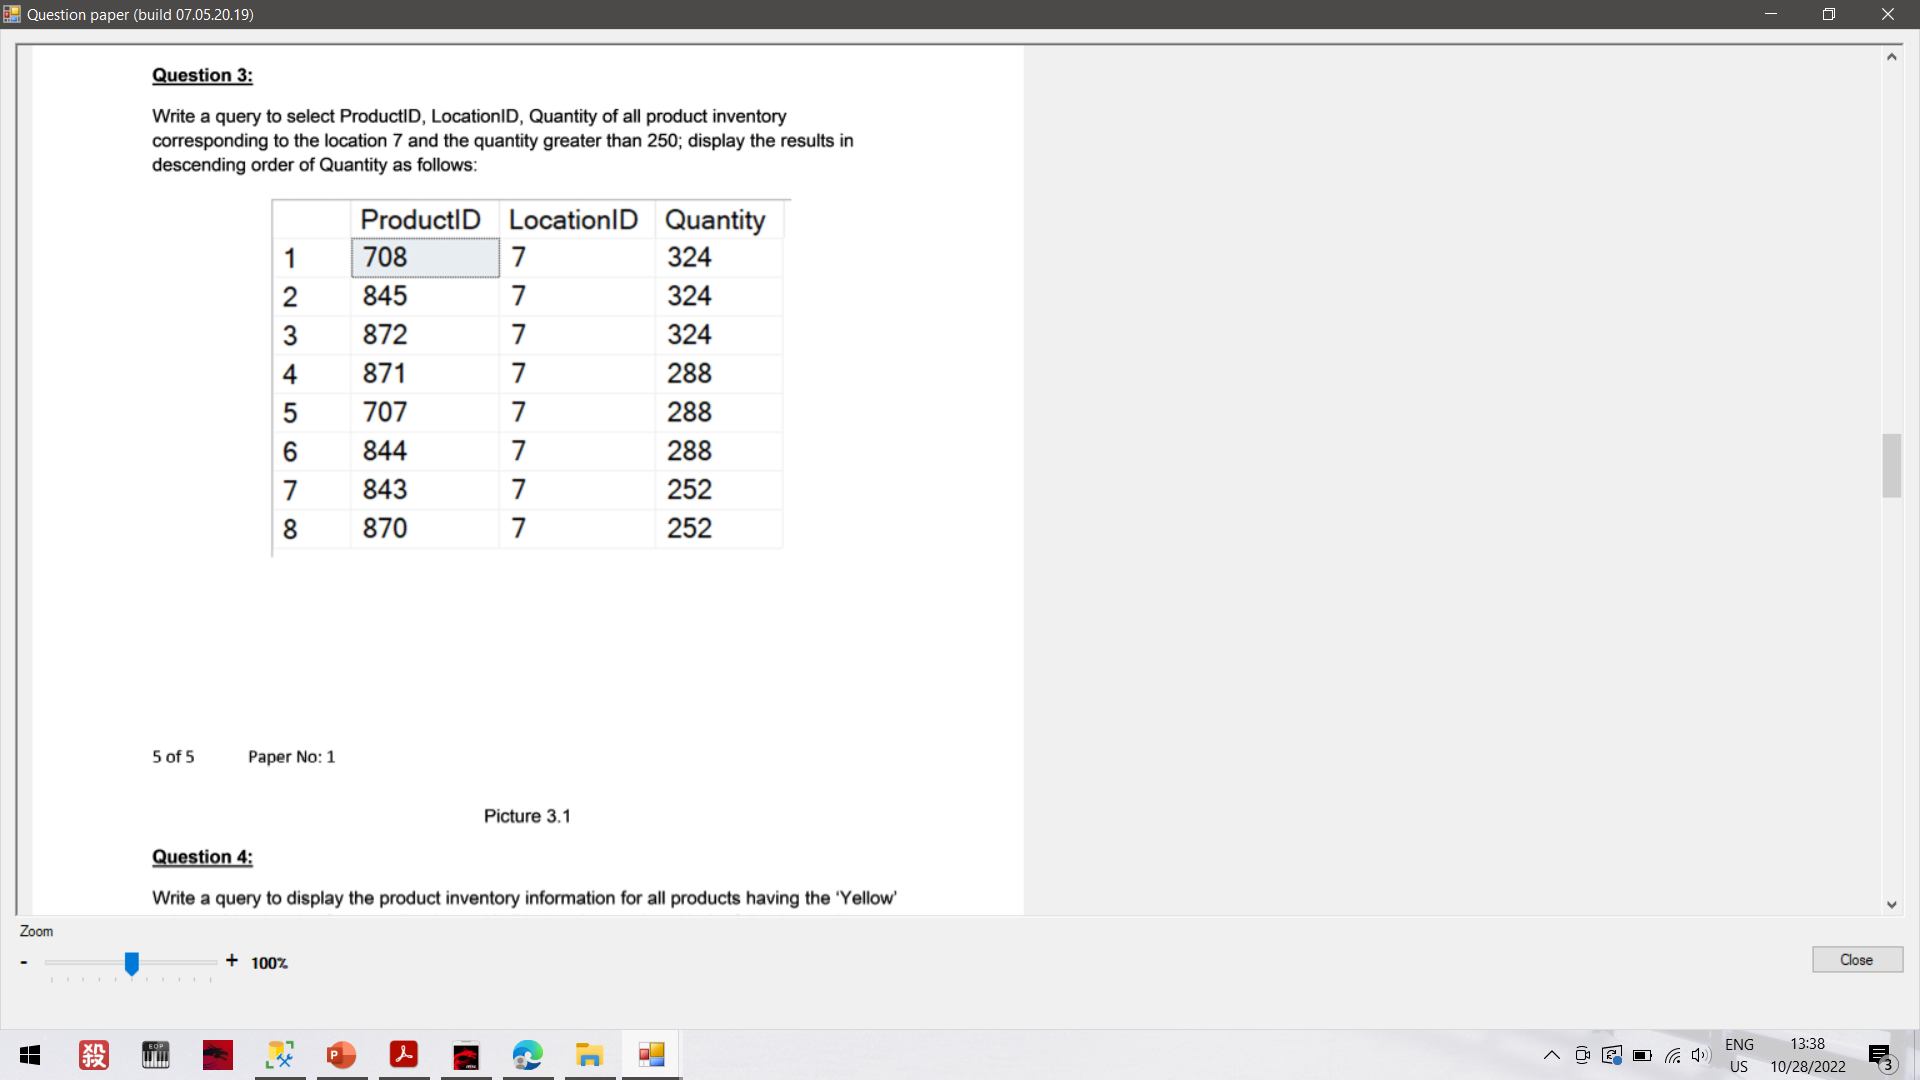 Question paper (build 07.05.20.19)
Question 3:
Write a query to select ProductID, LocationID, Quantity of all product inventory
corresponding to the location 7 and the quantity greater than 250; display the results in
descending order of Quantity as follows:
ProductID LocationID Quantity
1 708 7 324
2 845 7 324
3 872 7 324
4 871 7 288
5 707 7 288
6 844 7 288
7 843 7 252
8 870 7 252
5 of 5 Paper No: 1
Picture 3.1
Question 4:
Write a query to display the product inventory information for all products having the ‘Yellow’
Zoom
- + 100%
Close
殺 EOP P ENG 13:38
US 10/28/2022 3